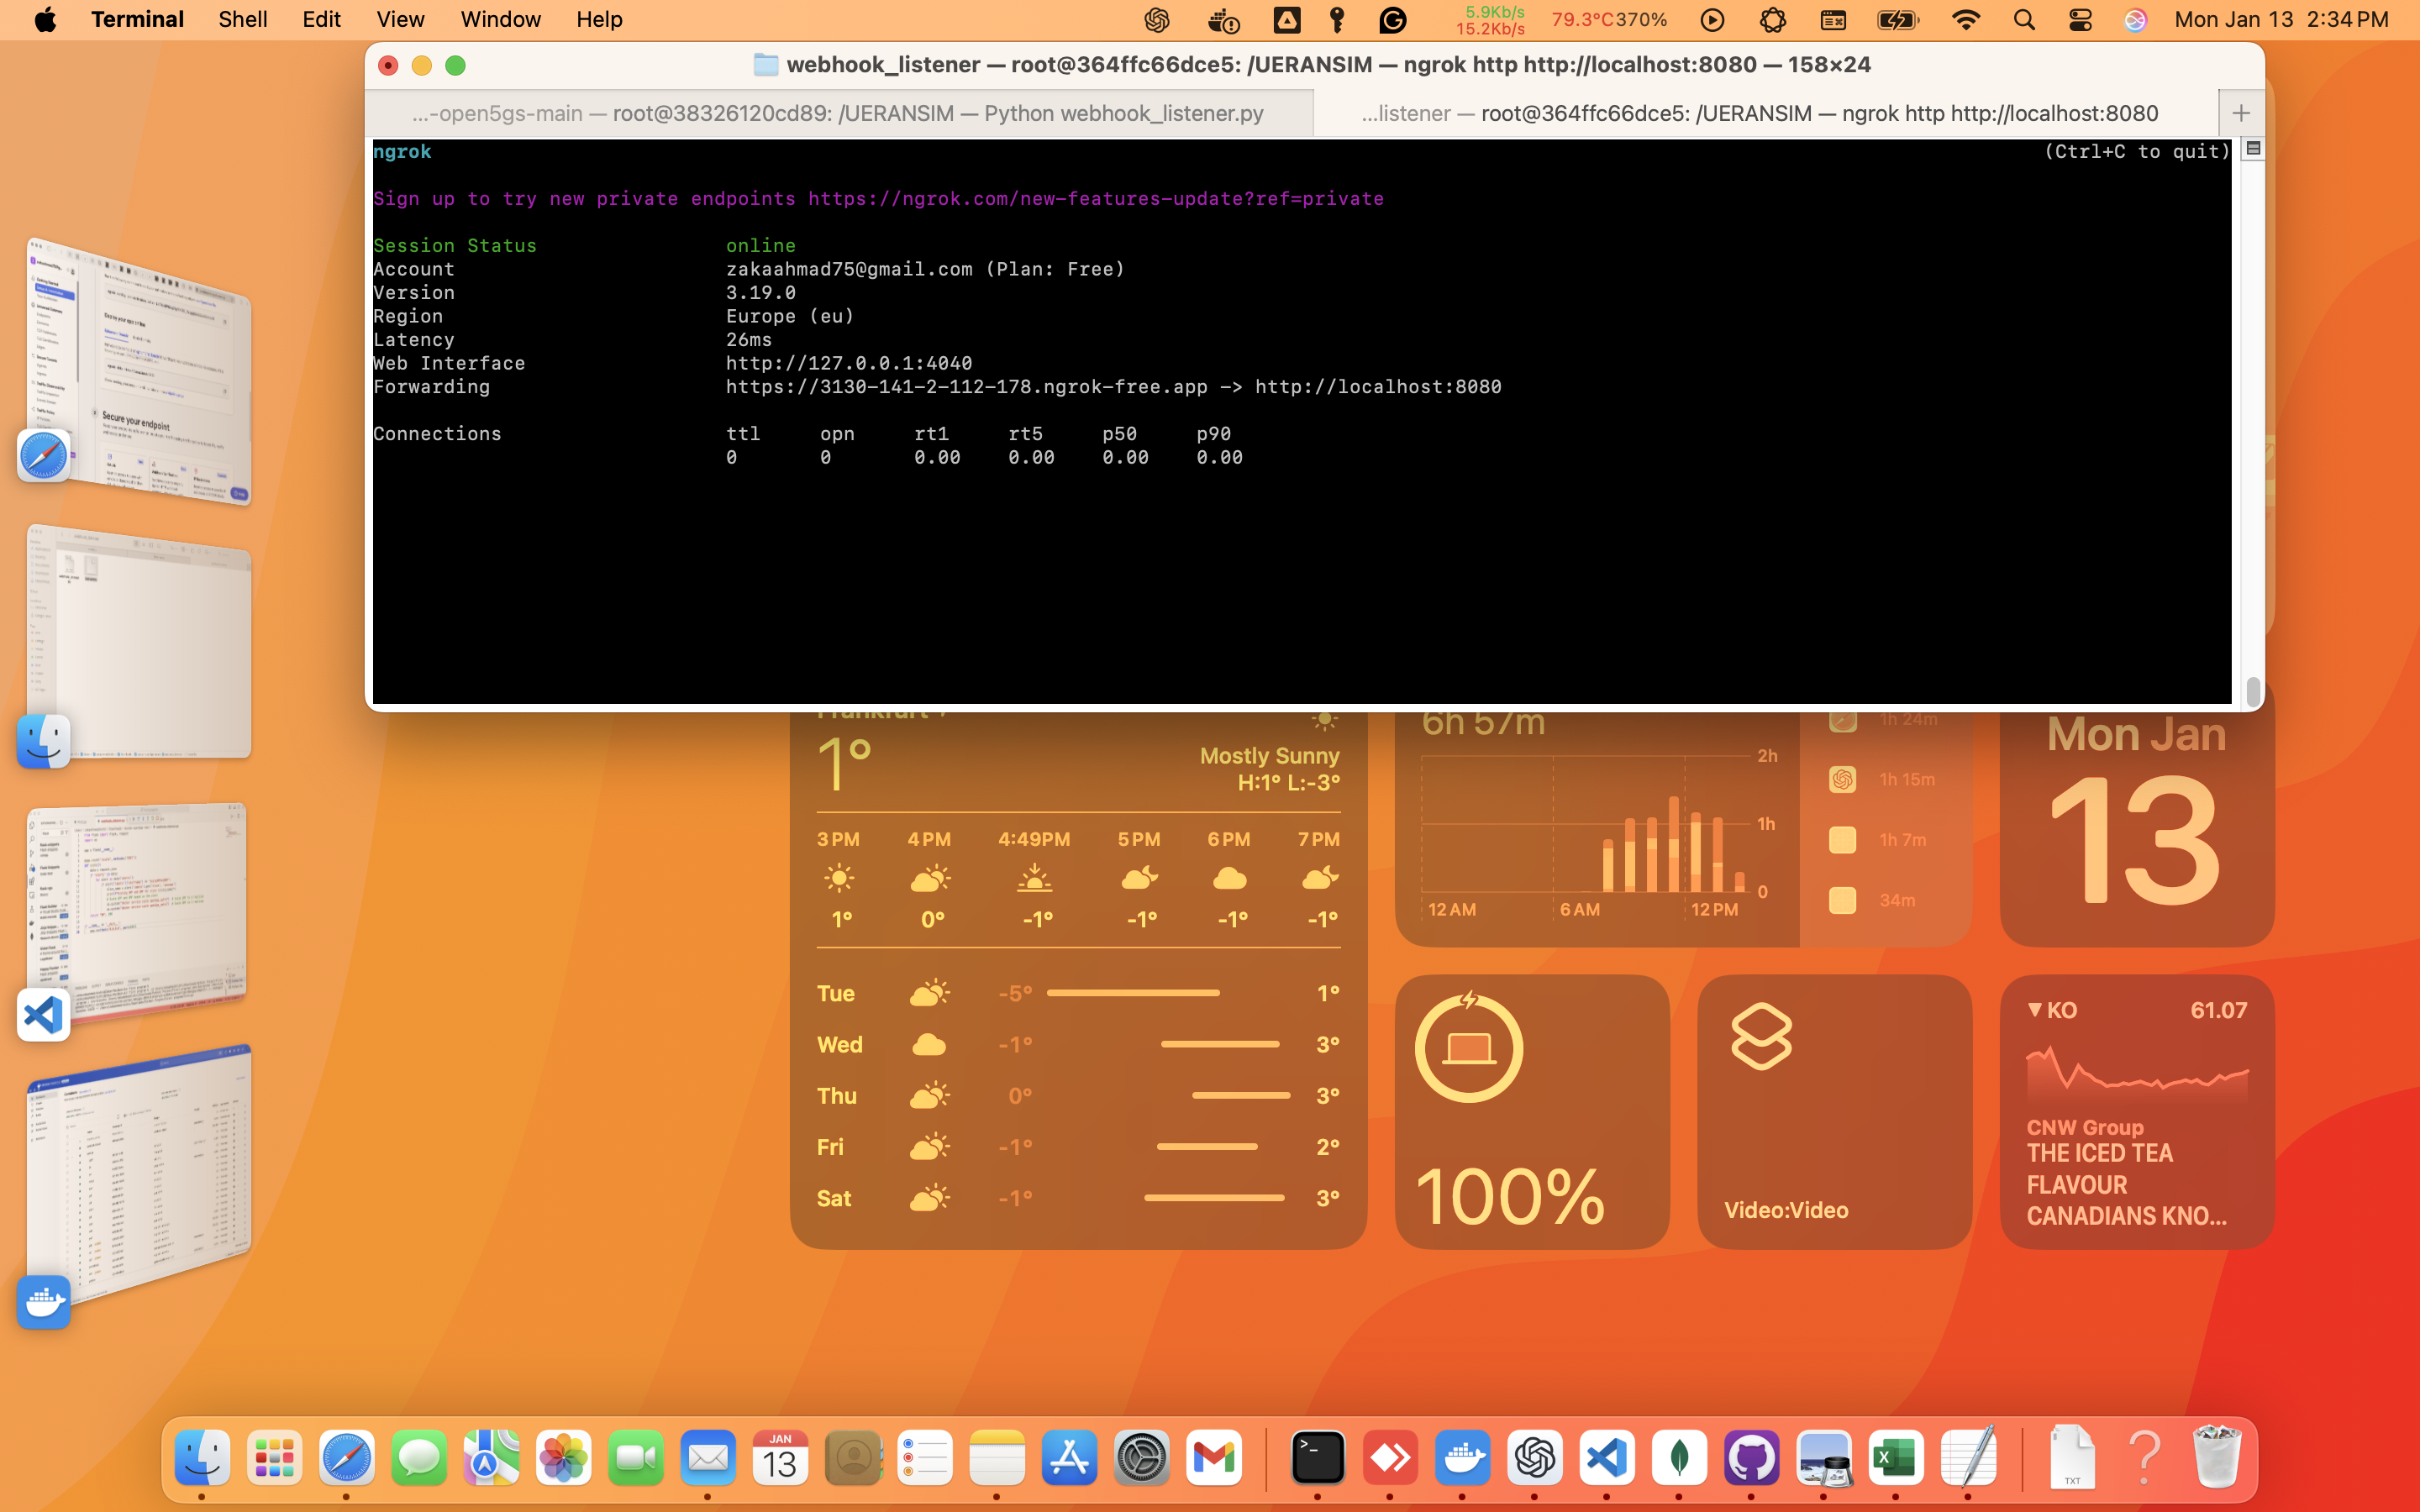 Terminal Shell Edit View Window Help
5.9Kb/s
15.2Kb/s
79.3°C370%
Mon Jan 13 2:34 PM
webhook_listener — root@364ffc66dce5: /UERANSIM — ngrok http http://localhost:8080 — 158×24
...-open5gs-main — root@38326120cd89: /UERANSIM — Python webhook_listener.py
...listener — root@364ffc66dce5: /UERANSIM — ngrok http http://localhost:8080
ngrok (Ctrl+C to quit)
Sign up to try new private endpoints https://ngrok.com/new-features-update?ref=private
Session Status online
Account zakaahmad75@gmail.com (Plan: Free)
Version 3.19.0
Region Europe (eu)
Latency 26ms
Web Interface http://127.0.0.1:4040
Forwarding https://3130-141-2-112-178.ngrok-free.app -> http://localhost:8080
Connections ttl opn rt1 rt5 p50 p90
0 0 0.00 0.00 0.00 0.00
Secure your endpoint
Frankfurt
1°
Mostly Sunny
H:1° L:-3°
3 PM 4 PM 4:49PM 5 PM 6 PM 7 PM
1° 0° -1° -1° -1° -1°
Tue -5° 1°
Wed -1° 3°
Thu 0° 3°
Fri -1° 2°
Sat -1° 3°
6h 57m
2h
1h
0
12 AM 6 AM 12 PM
1h 24m
1h 15m
1h 7m
34m
Mon Jan
13
100%
Video:Video
▼ KO 61.07
CNW Group
THE ICED TEA
FLAVOUR
CANADIANS KNO...
JAN
13
TXT